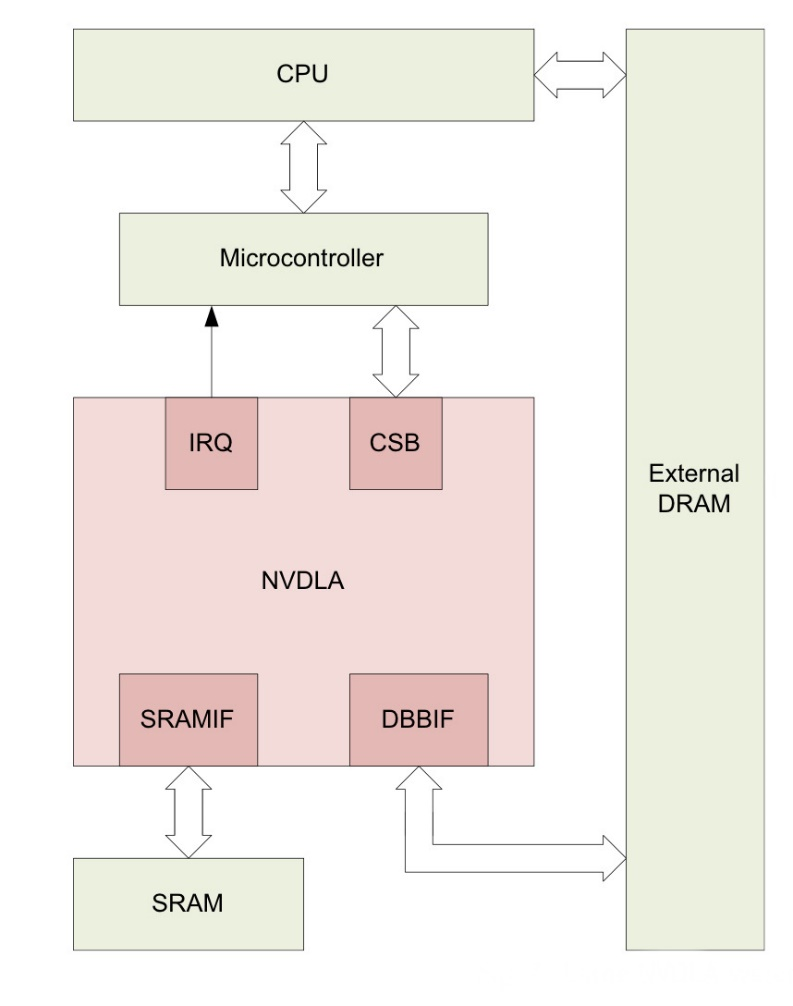 CPU
Microcontroller
IRQ
CSB
External
DRAM
NVDLA
SRAMIF
DBBIF
SRAM